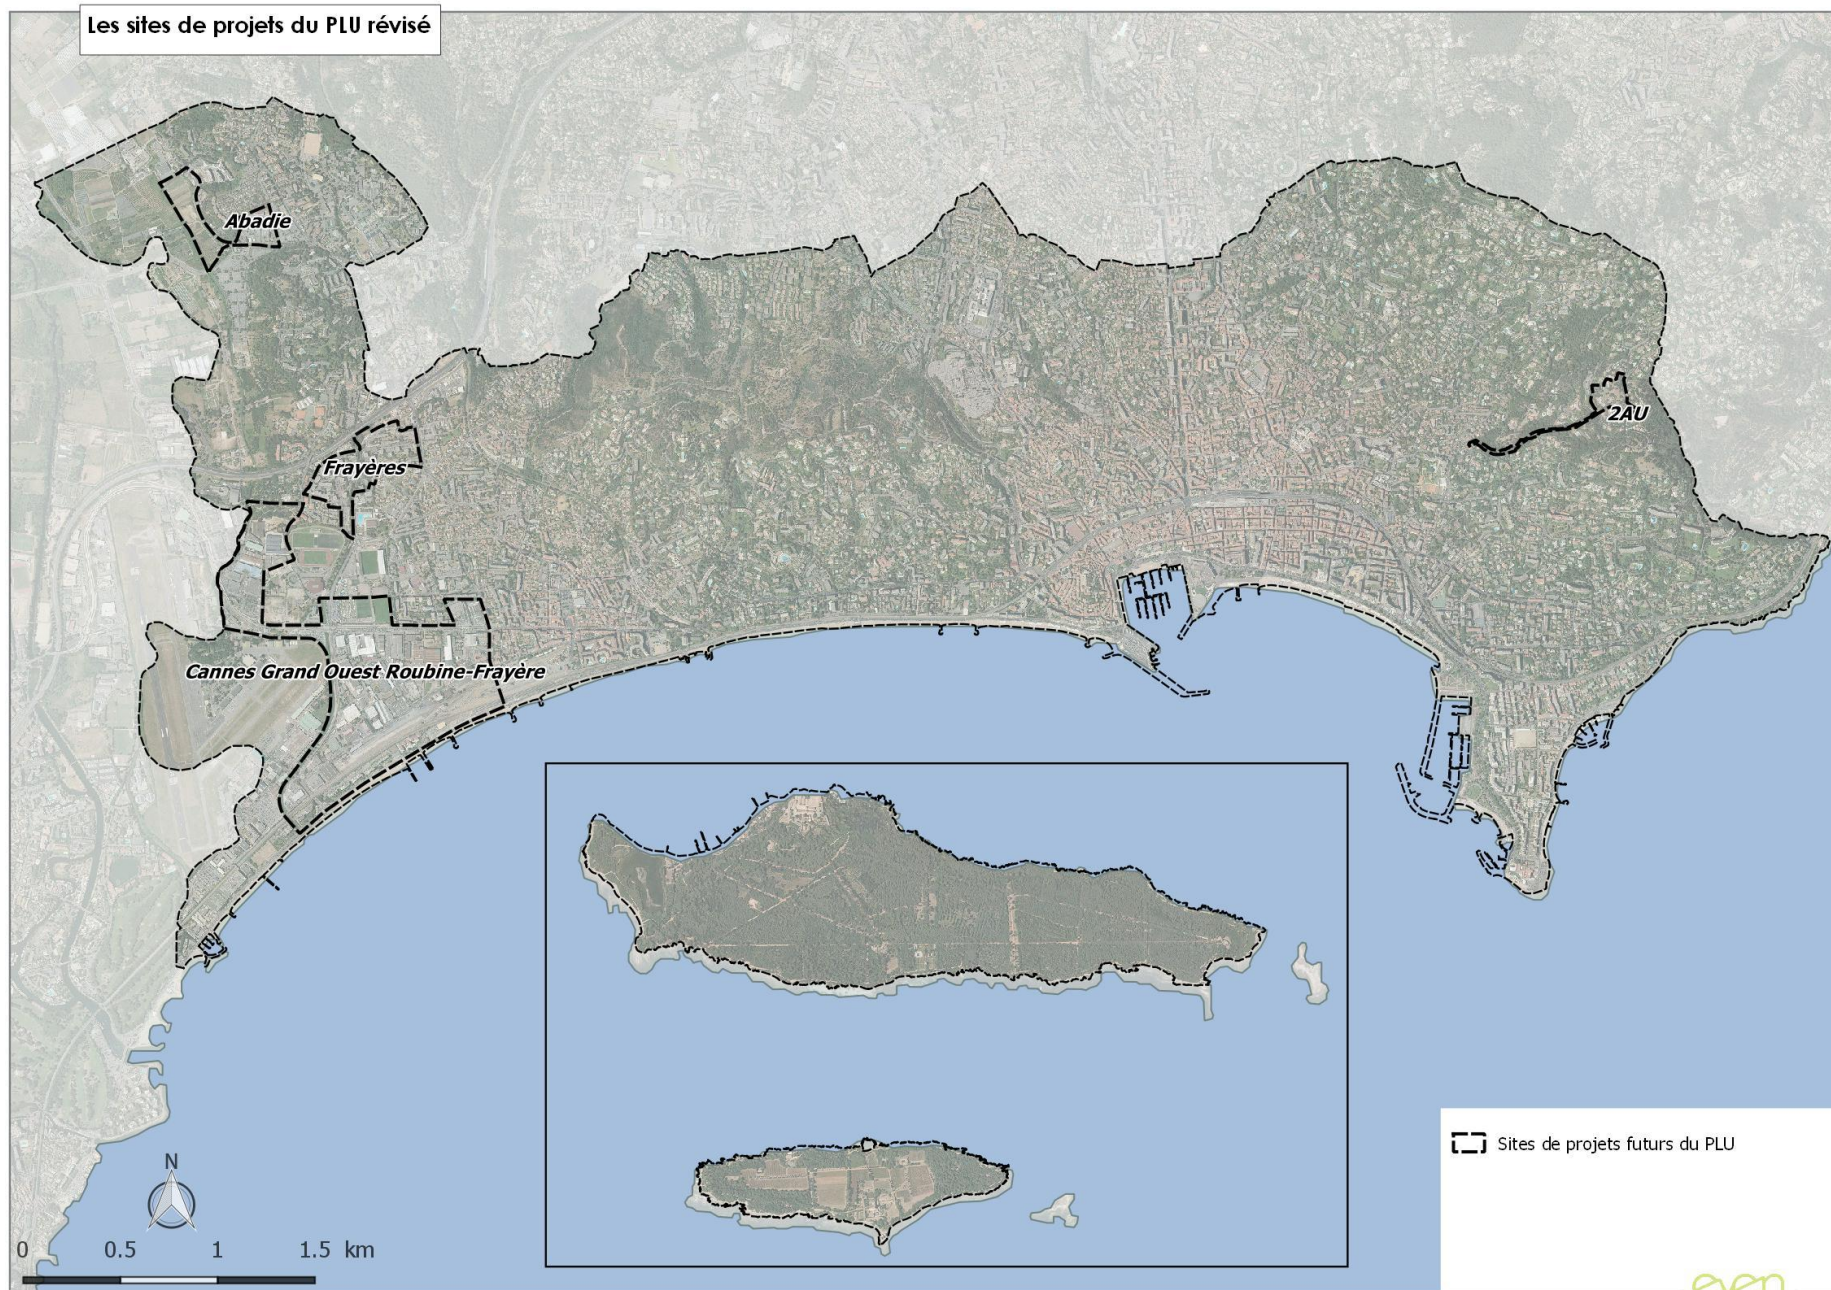 Les sites de projets du PLU révisé
Abadie
2AU
Frayères
Cannes Grand Ouest Roubine-Frayère
Sites de projets futurs du PLU
N
0 0.5 1 1.5 km
even